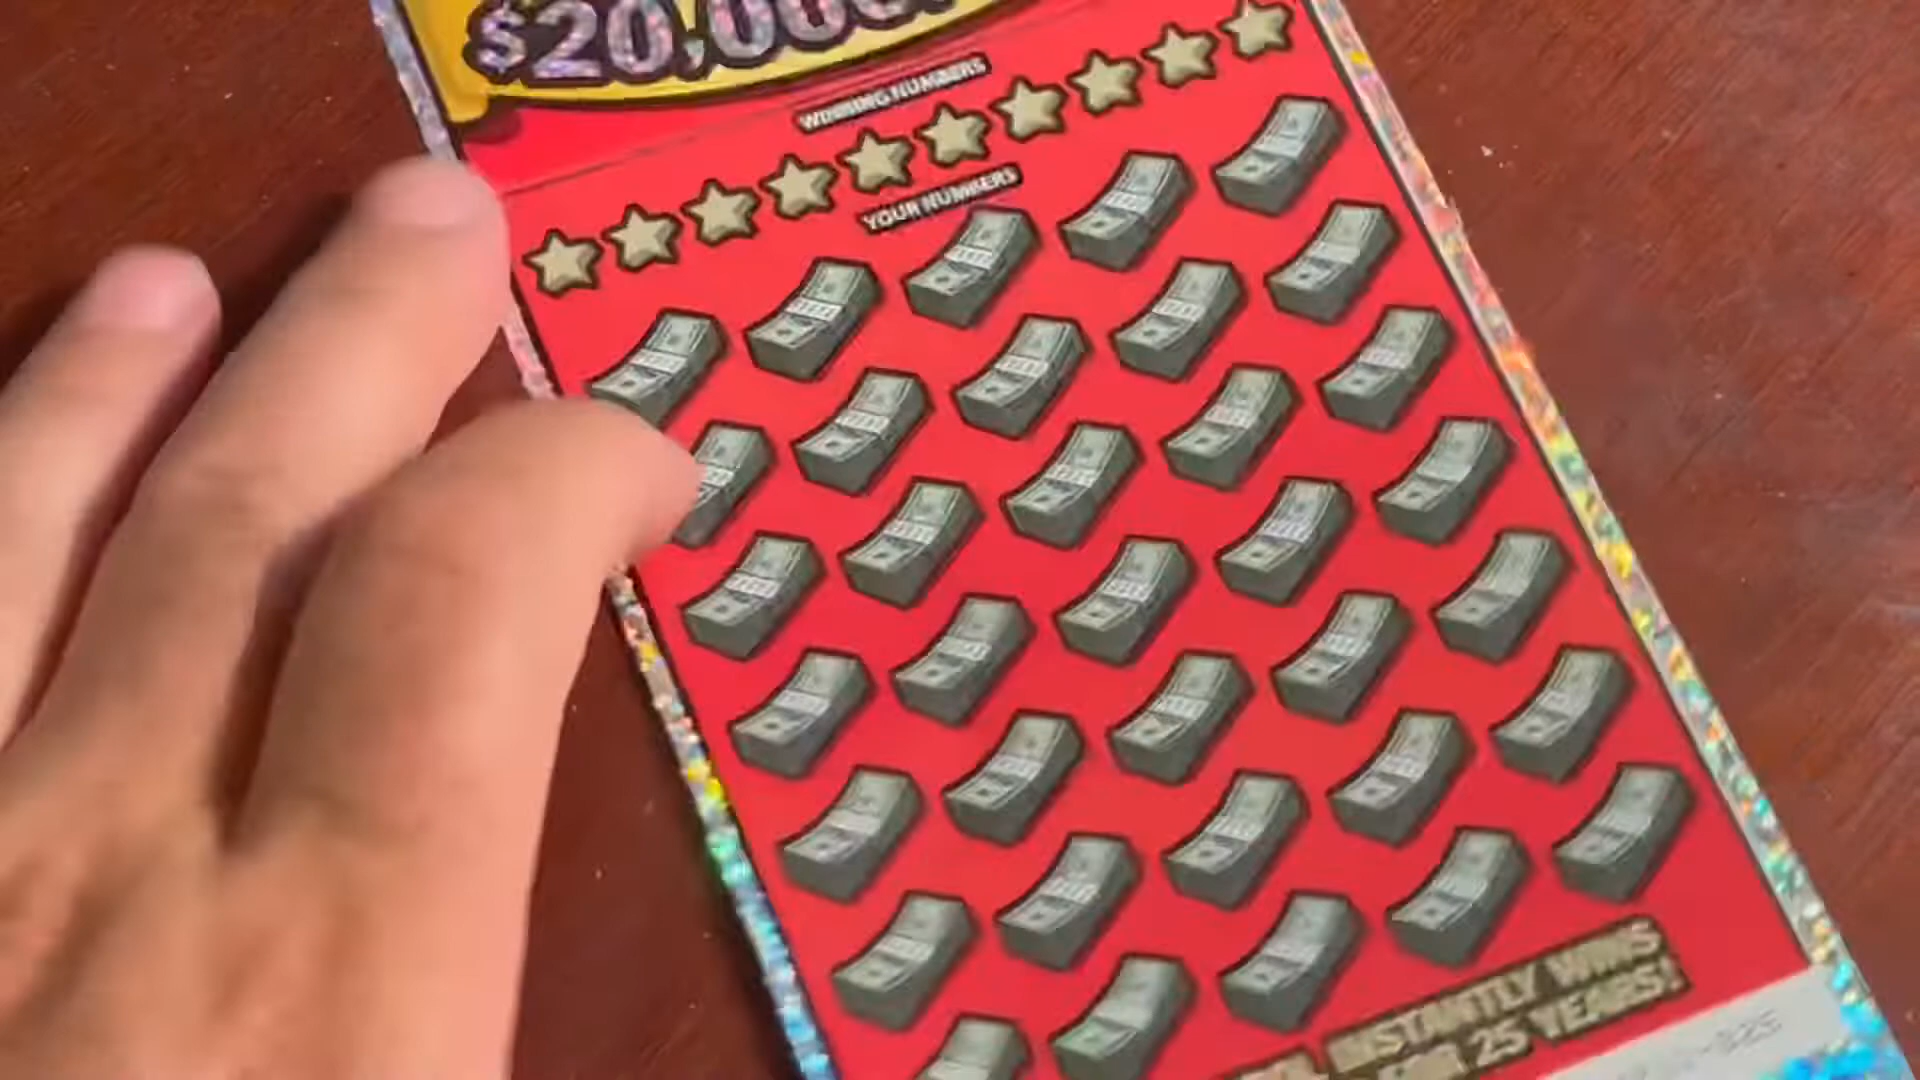 $20,000
WINNING NUMBERS
YOUR NUMBERS
INSTANTLY WINS
FOR 25 YEARS!